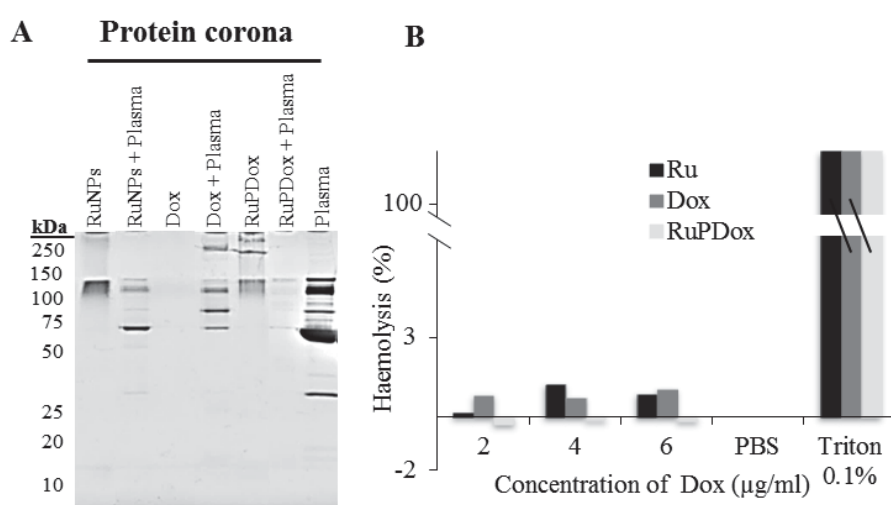 A
Protein corona
RuNPs
RuNPs + Plasma
Dox
Dox + Plasma
RuPDox
RuPDox + Plasma
Plasma
kDa
250
150
100
75
50
25
20
10
B
Ru
Dox
RuPDox
100
3
-2
Haemolysis (%)
2
4
6
PBS
Triton
0.1%
Concentration of Dox (µg/ml)